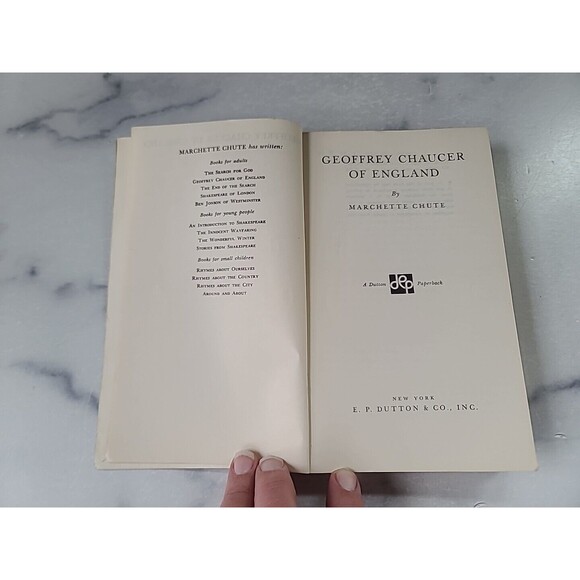 MARCHETTE CHUTE has written:
Books for adults
THE SEARCH FOR GOD
GEOFFREY CHAUCER OF ENGLAND
THE END OF THE SEARCH
SHAKESPEARE OF LONDON
BEN JONSON OF WESTMINSTER
Books for young people
AN INTRODUCTION TO SHAKESPEARE
THE INNOCENT WAYFARING
THE WONDERFUL WINTER
STORIES FROM SHAKESPEARE
Books for small children
RHYMES ABOUT OURSELVES
RHYMES ABOUT THE COUNTRY
RHYMES ABOUT THE CITY
AROUND AND ABOUT
GEOFFREY CHAUCER
OF ENGLAND
By
MARCHETTE CHUTE
A Dutton dep Paperback
NEW YORK
E. P. DUTTON & CO., INC.